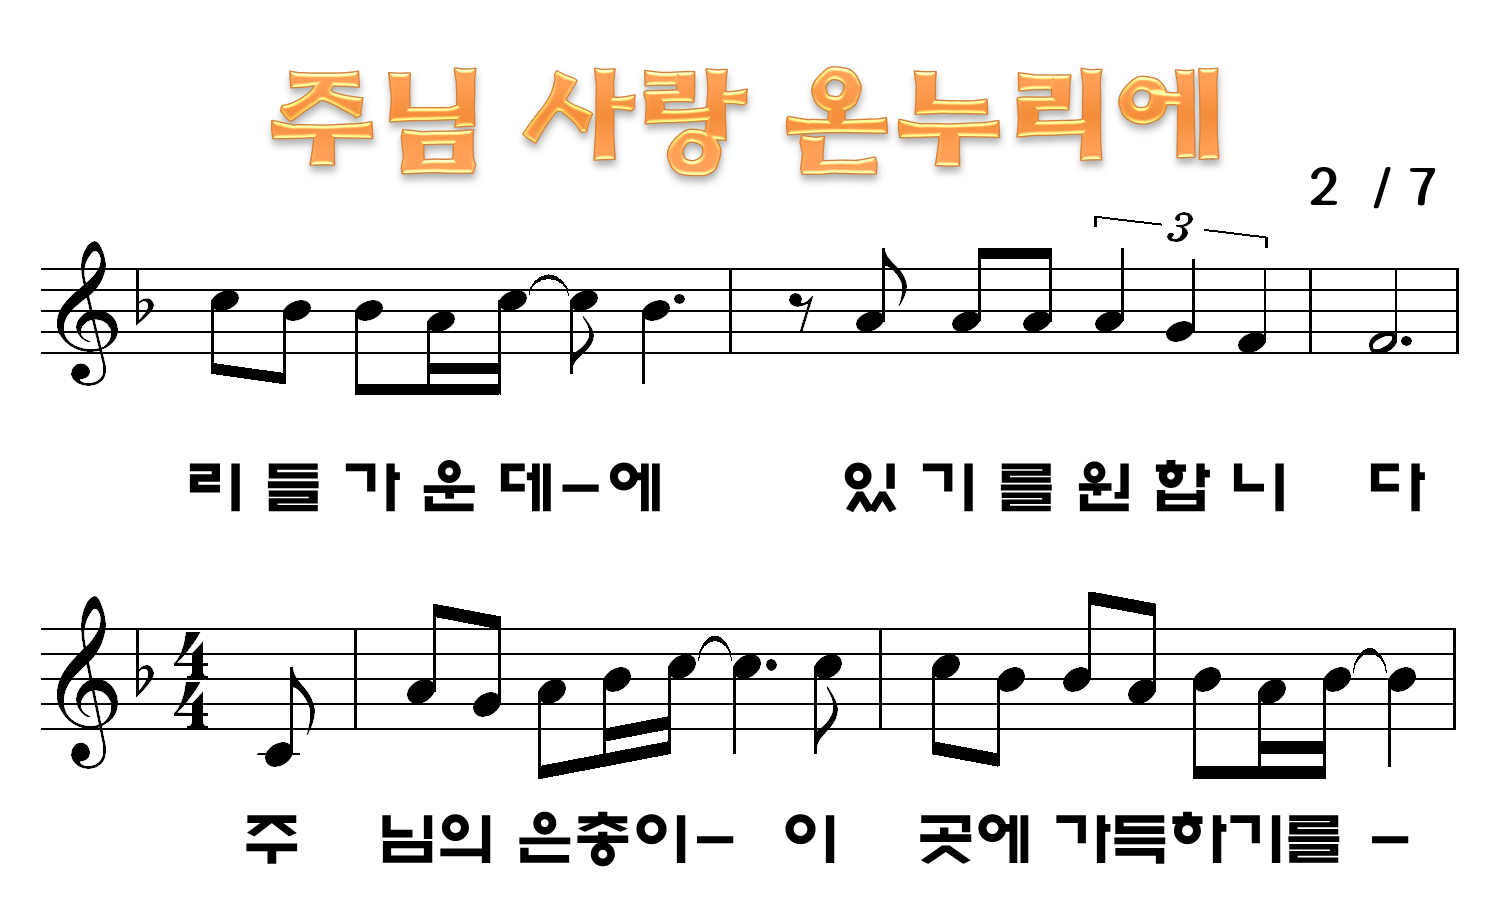 주님 사랑 온누리에
2 / 7
3
리 들 가 운 데-에 있 기 를 원 합 니 다
4
4
주 님의 은총이- 이 곳에 가득하기를 -